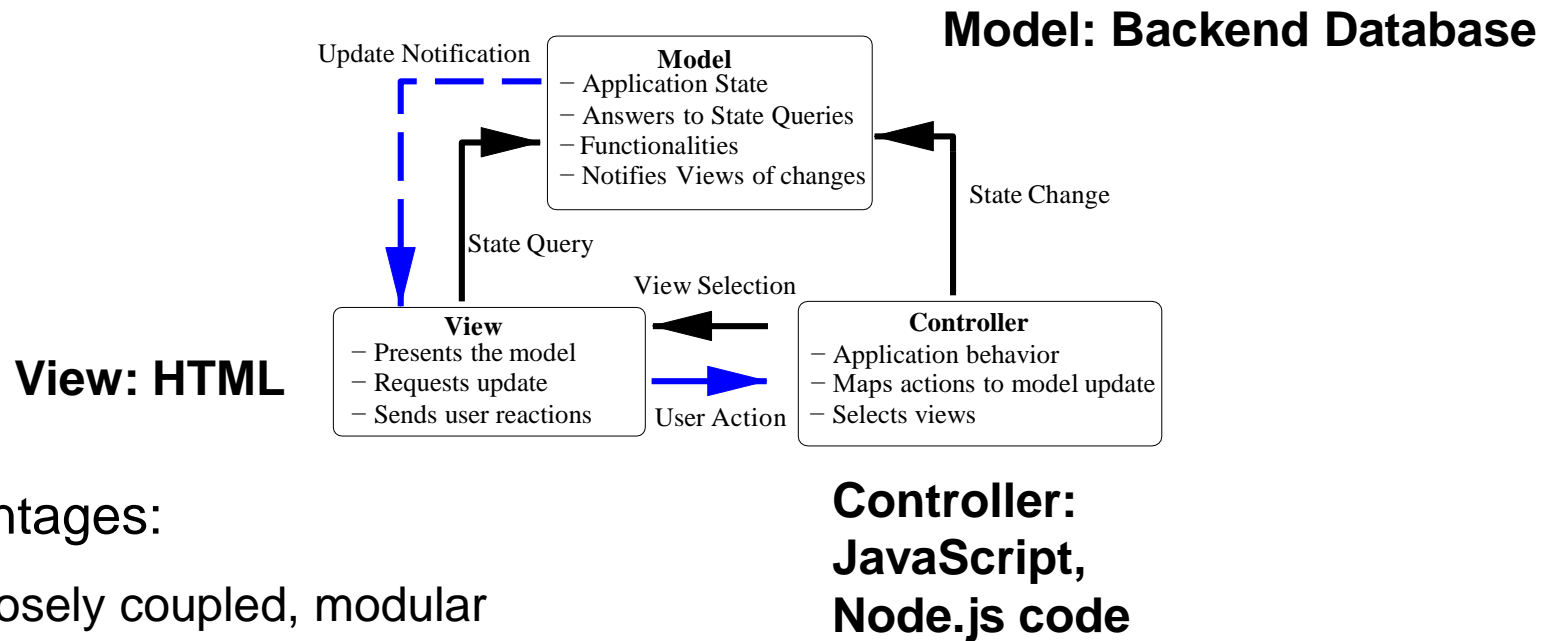 Model: Backend Database
Update Notification
Model
− Application State
− Answers to State Queries
− Functionalities
− Notifies Views of changes
State Change
State Query
View Selection
View
− Presents the model
− Requests update
− Sends user reactions
Controller
− Application behavior
− Maps actions to model update
− Selects views
View: HTML
User Action
Controller:
JavaScript,
Node.js code
ntages:
osely coupled, modular